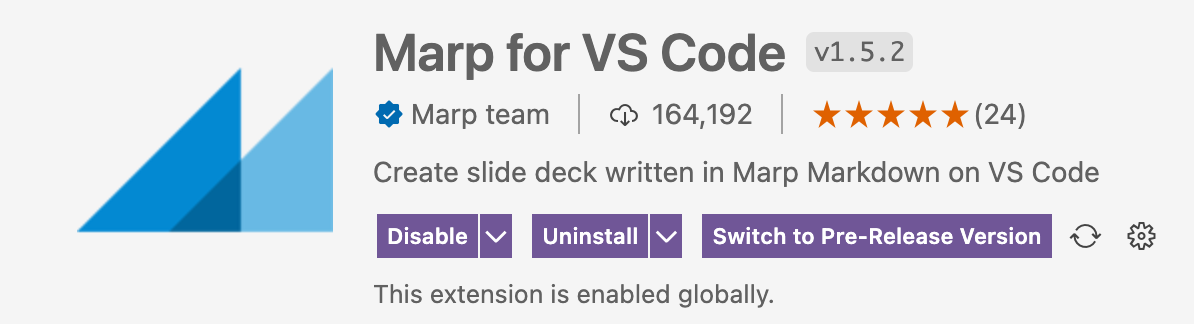 Marp for VS Code v1.5.2
Marp team 164,192 (24)
Create slide deck written in Marp Markdown on VS Code
Disable Uninstall Switch to Pre-Release Version
This extension is enabled globally.